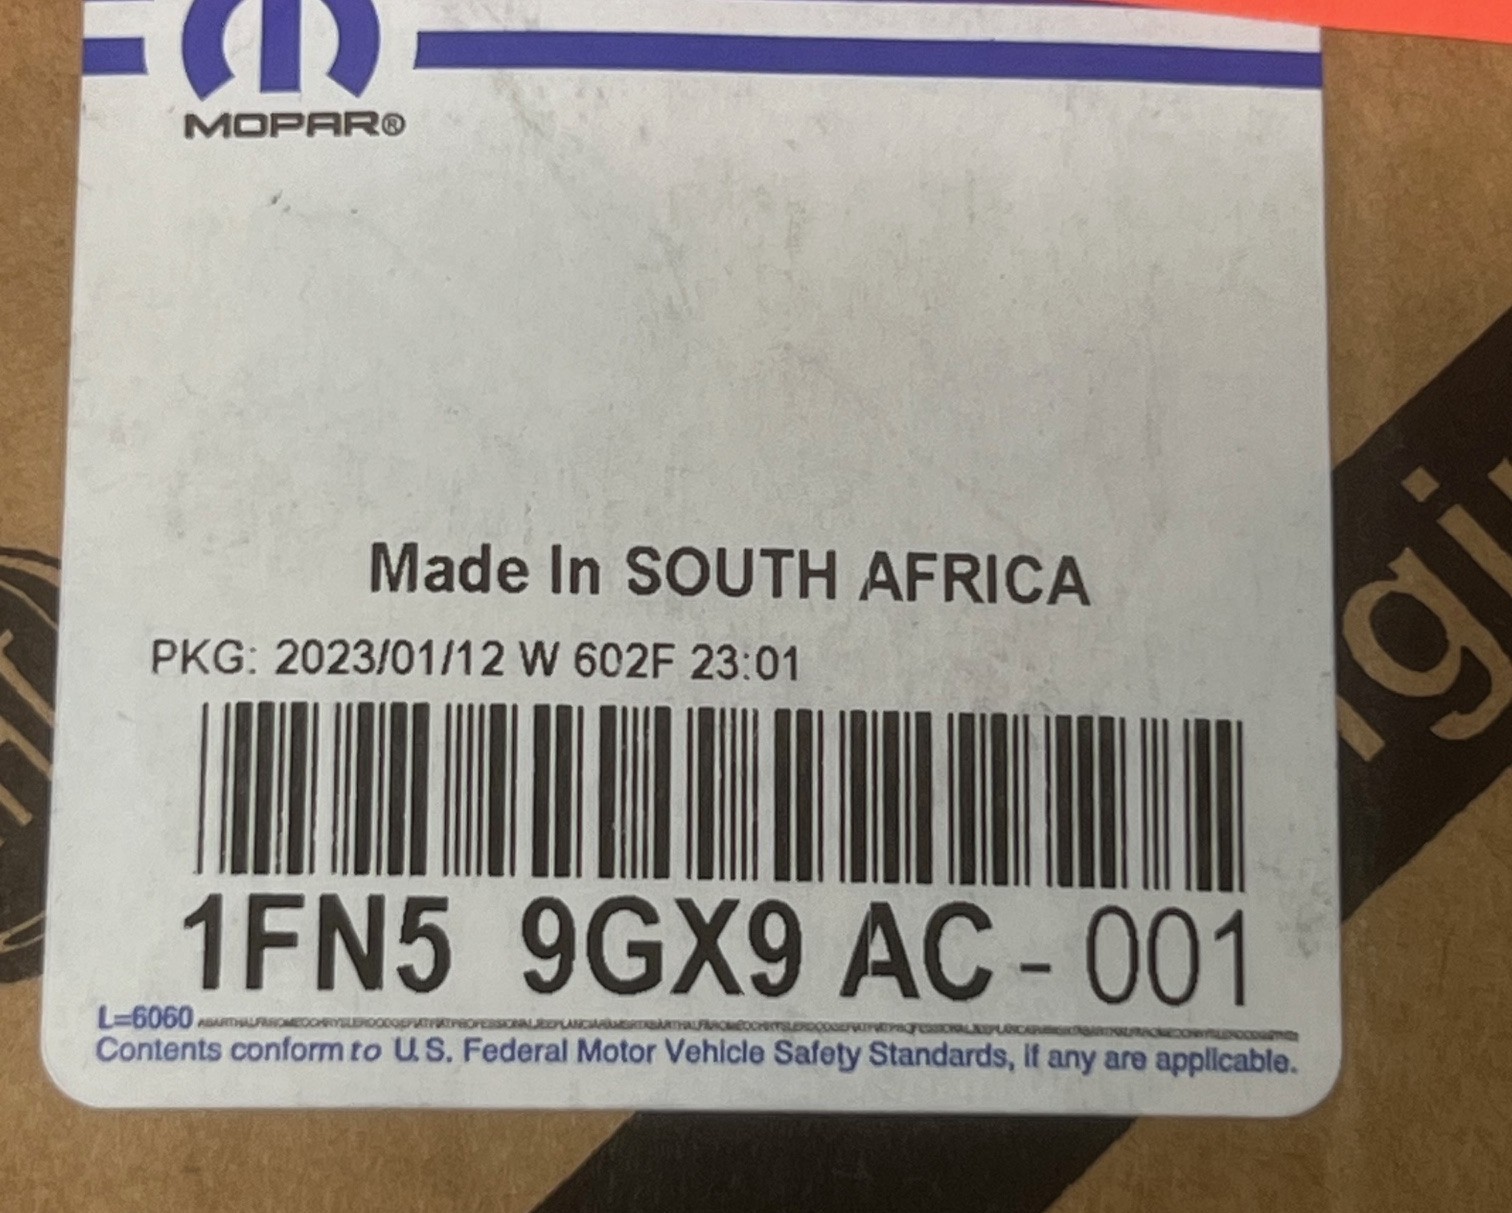 MOPAR®
Made In SOUTH AFRICA
PKG: 2023/01/12 W 602F 23:01
1FN5 9GX9 AC - 001
L=6060
Contents conform to U.S. Federal Motor Vehicle Safety Standards, if any are applicable.